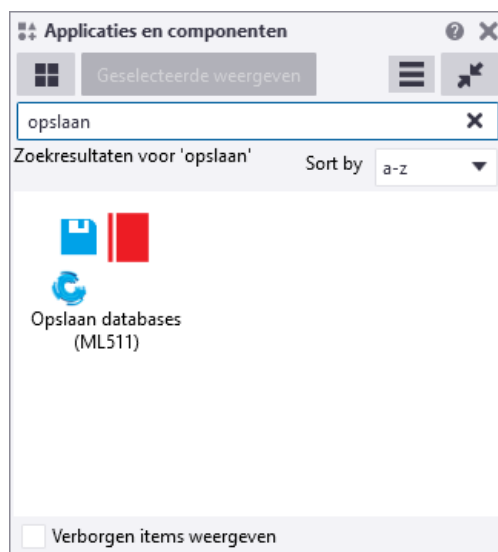 Applicaties en componenten
Geselecteerde weergeven
opslaan
Zoekresultaten voor 'opslaan'
Sort by
a-z
Opslaan databases
(ML511)
Verborgen items weergeven